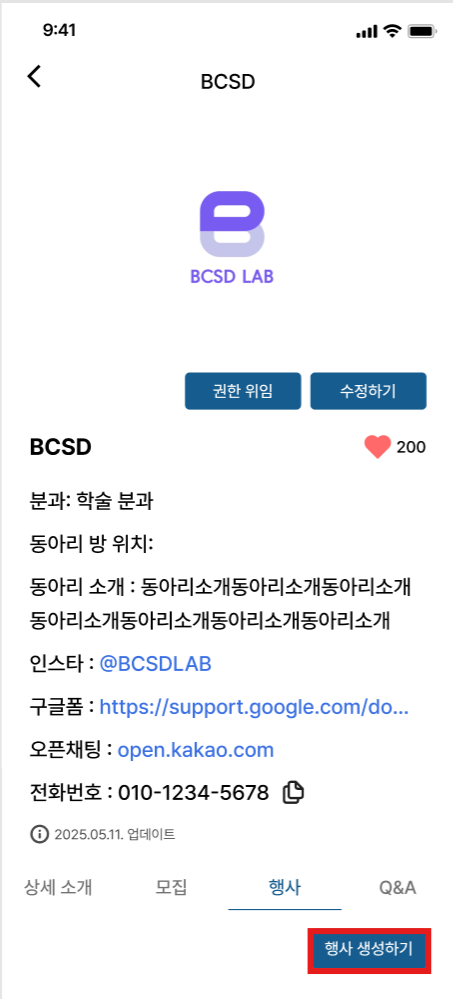 9:41
BCSD
BCSD LAB
권한 위임
수정하기
BCSD
200
분과: 학술 분과
동아리 방 위치:
동아리 소개 : 동아리소개동아리소개동아리소개
동아리소개동아리소개동아리소개동아리소개
인스타 : @BCSDLAB
구글폼 : https://support.google.com/do...
오픈채팅 : open.kakao.com
전화번호 : 010-1234-5678
2025.05.11. 업데이트
상세 소개
모집
행사
Q&A
행사 생성하기